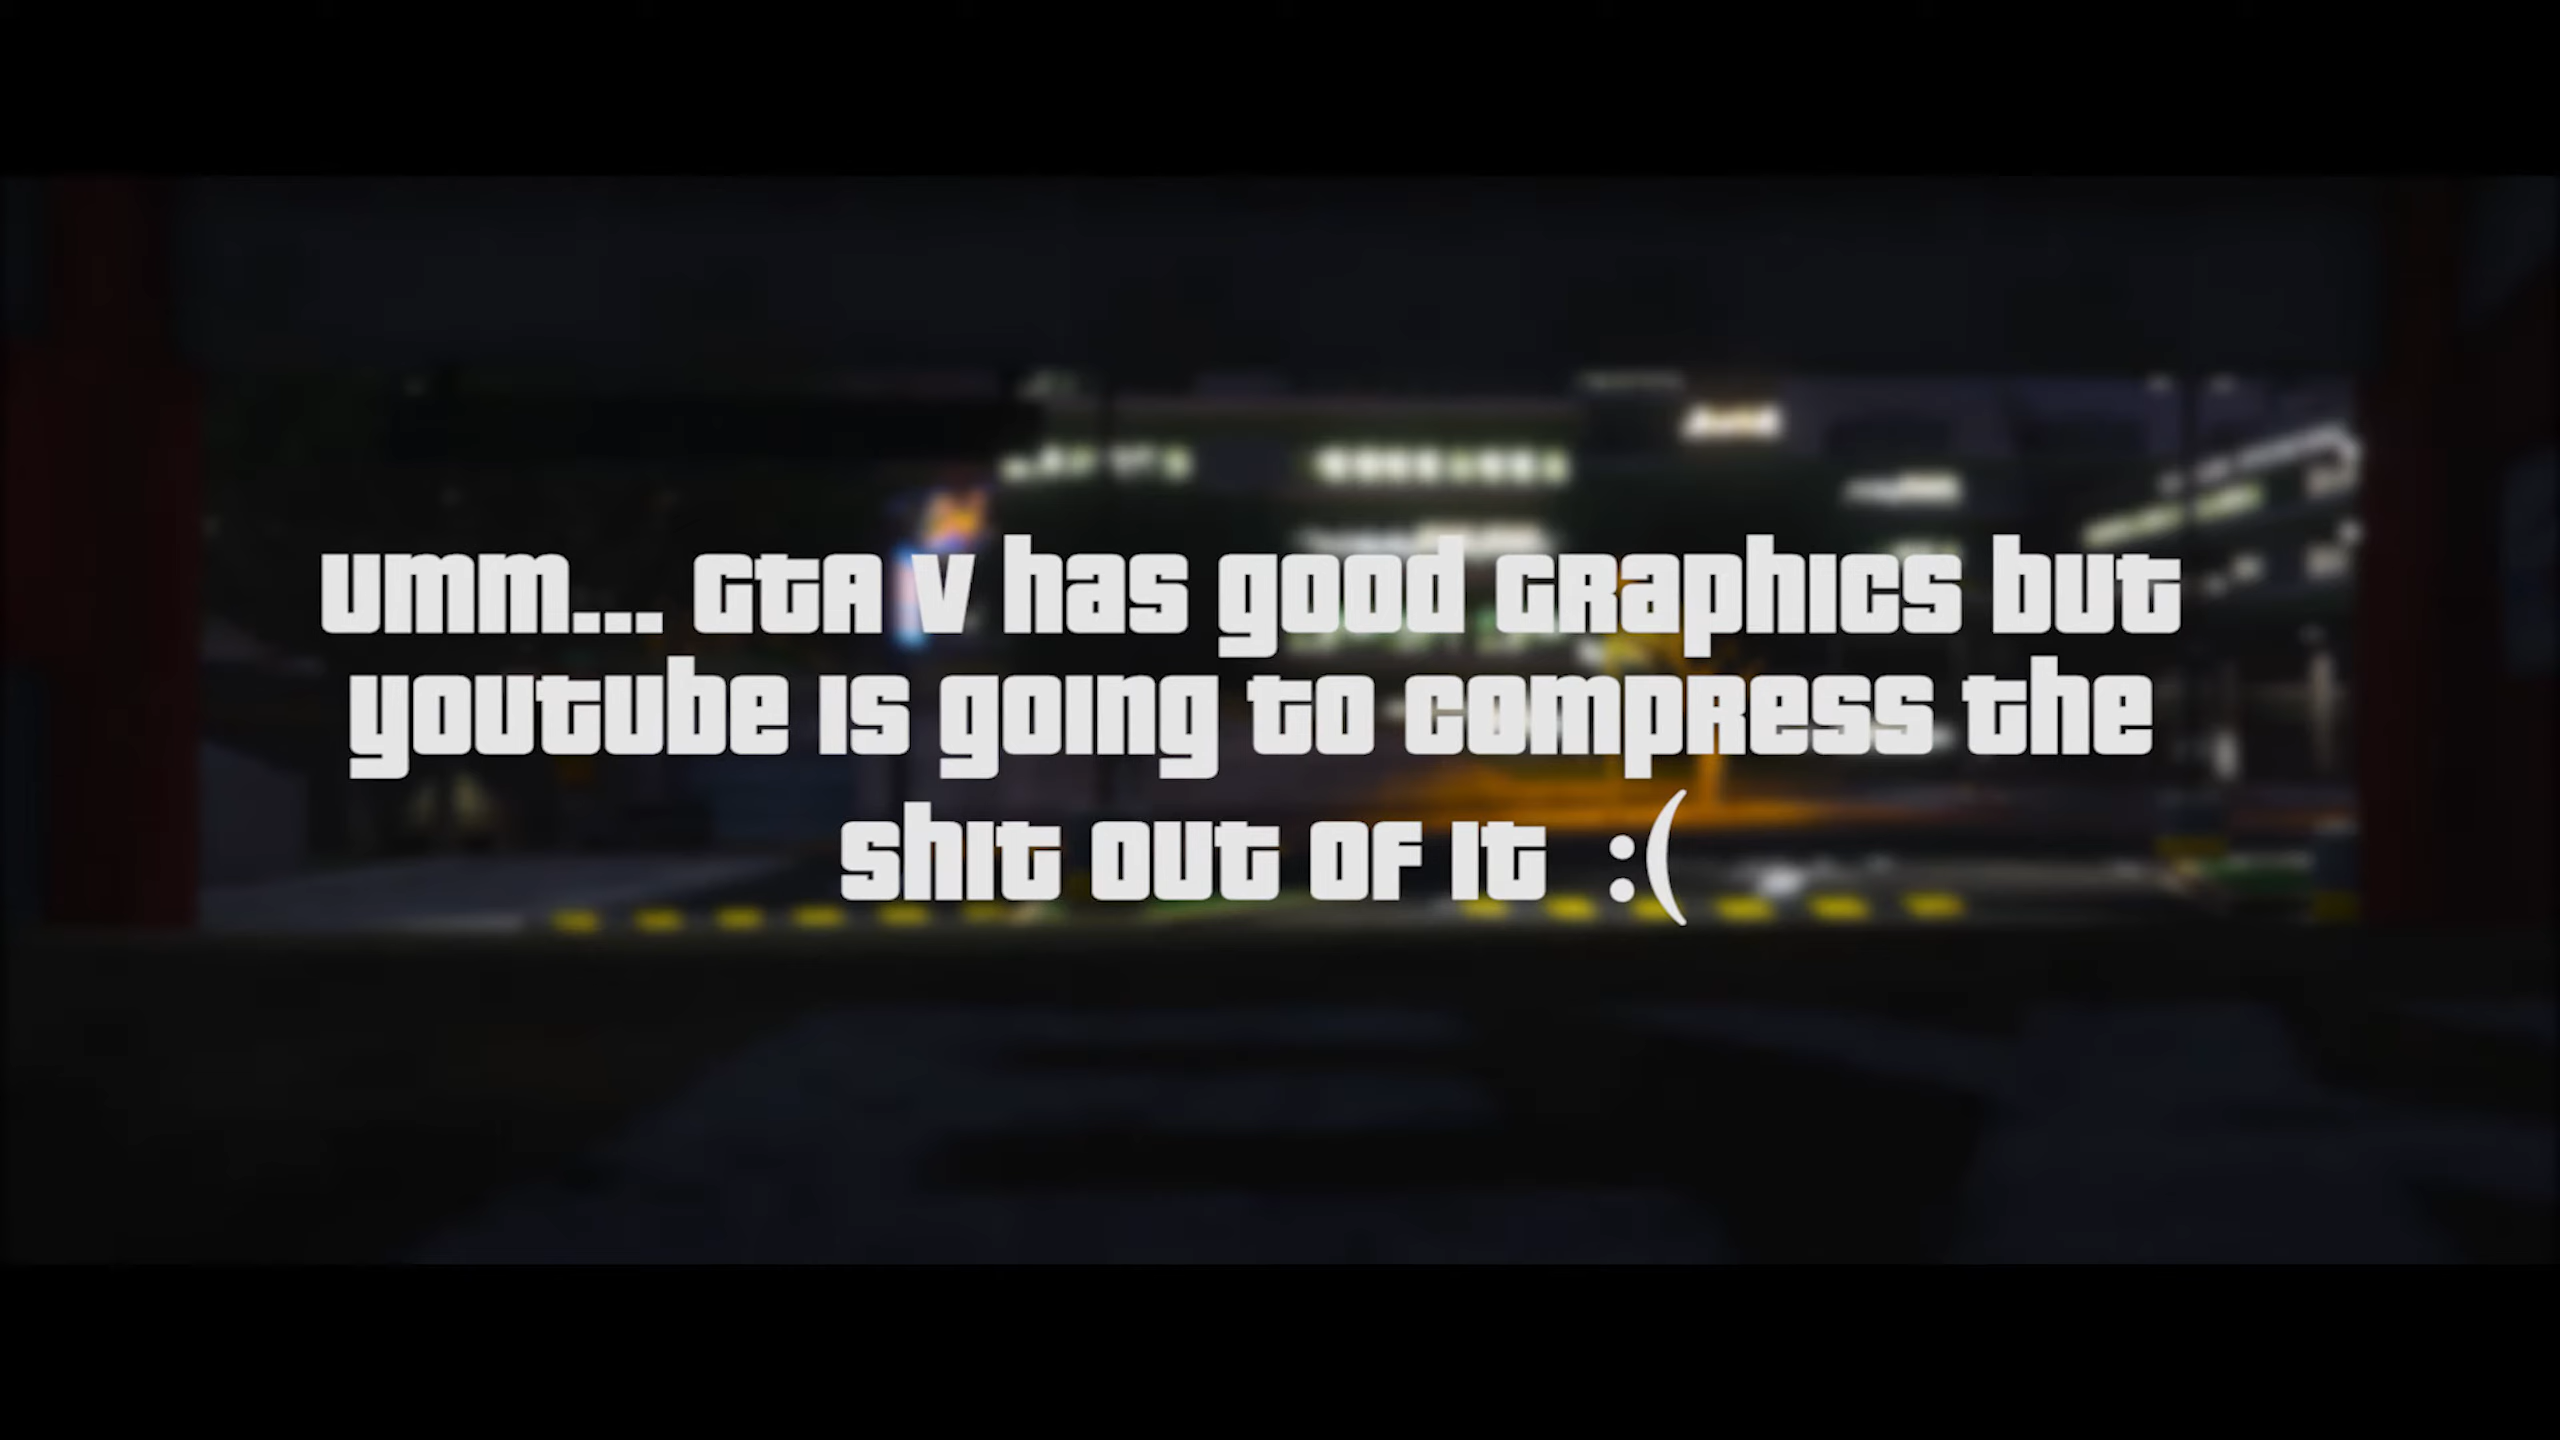 Umm... GTA V has good Graphics but
youtube is going to compress the
shit out of it :(